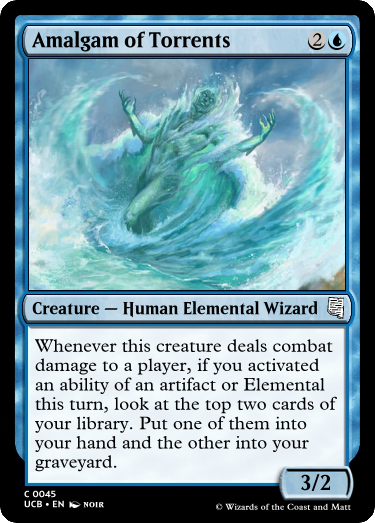 Amalgam of Torrents 2
Creature — Human Elemental Wizard
Whenever this creature deals combat
damage to a player, if you activated
an ability of an artifact or Elemental
this turn, look at the top two cards of
your library. Put one of them into
your hand and the other into your
graveyard.
3/2
C 0045
UCB • EN NOIR
© Wizards of the Coast and Matt